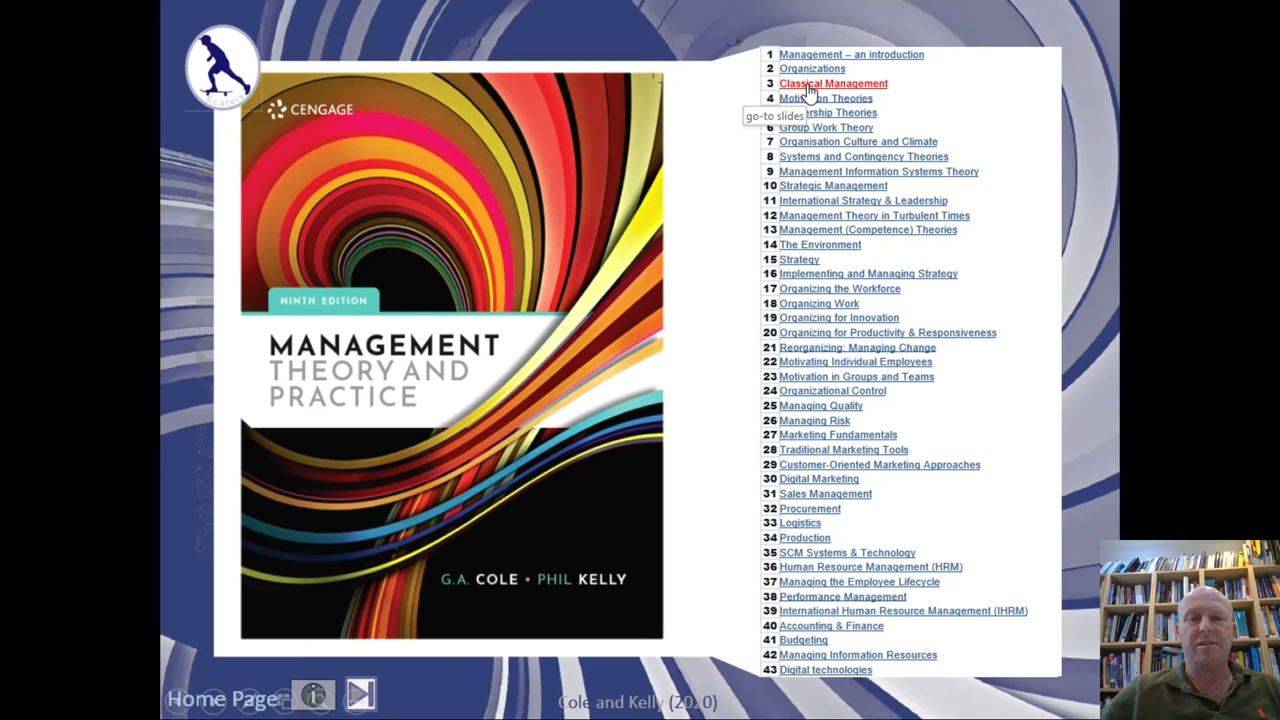 Scalers
CENGAGE
NINTH EDITION
MANAGEMENT
THEORY AND
PRACTICE
G.A. COLE • PHIL KELLY
1 Management – an introduction
2 Organizations
3 Classical Management
4 Motivation Theories
go-to slides
ership Theories
6 Group Work Theory
7 Organisation Culture and Climate
8 Systems and Contingency Theories
9 Management Information Systems Theory
10 Strategic Management
11 International Strategy & Leadership
12 Management Theory in Turbulent Times
13 Management (Competence) Theories
14 The Environment
15 Strategy
16 Implementing and Managing Strategy
17 Organizing the Workforce
18 Organizing Work
19 Organizing for Innovation
20 Organizing for Productivity & Responsiveness
21 Reorganizing: Managing Change
22 Motivating Individual Employees
23 Motivation in Groups and Teams
24 Organizational Control
25 Managing Quality
26 Managing Risk
27 Marketing Fundamentals
28 Traditional Marketing Tools
29 Customer-Oriented Marketing Approaches
30 Digital Marketing
31 Sales Management
32 Procurement
33 Logistics
34 Production
35 SCM Systems & Technology
36 Human Resource Management (HRM)
37 Managing the Employee Lifecycle
38 Performance Management
39 International Human Resource Management (IHRM)
40 Accounting & Finance
41 Budgeting
42 Managing Information Resources
43 Digital technologies
Home Page
Cole and Kelly (2020)